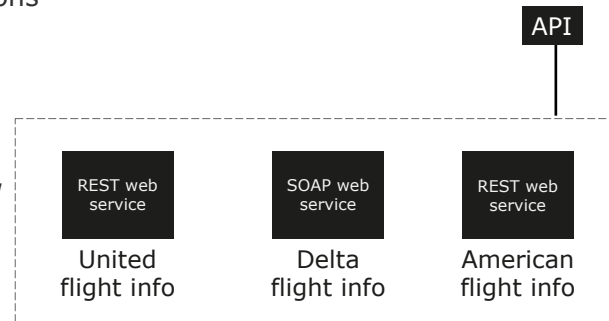 API
REST web
service
SOAP web
service
REST web
service
United
flight info
Delta
flight info
American
flight info